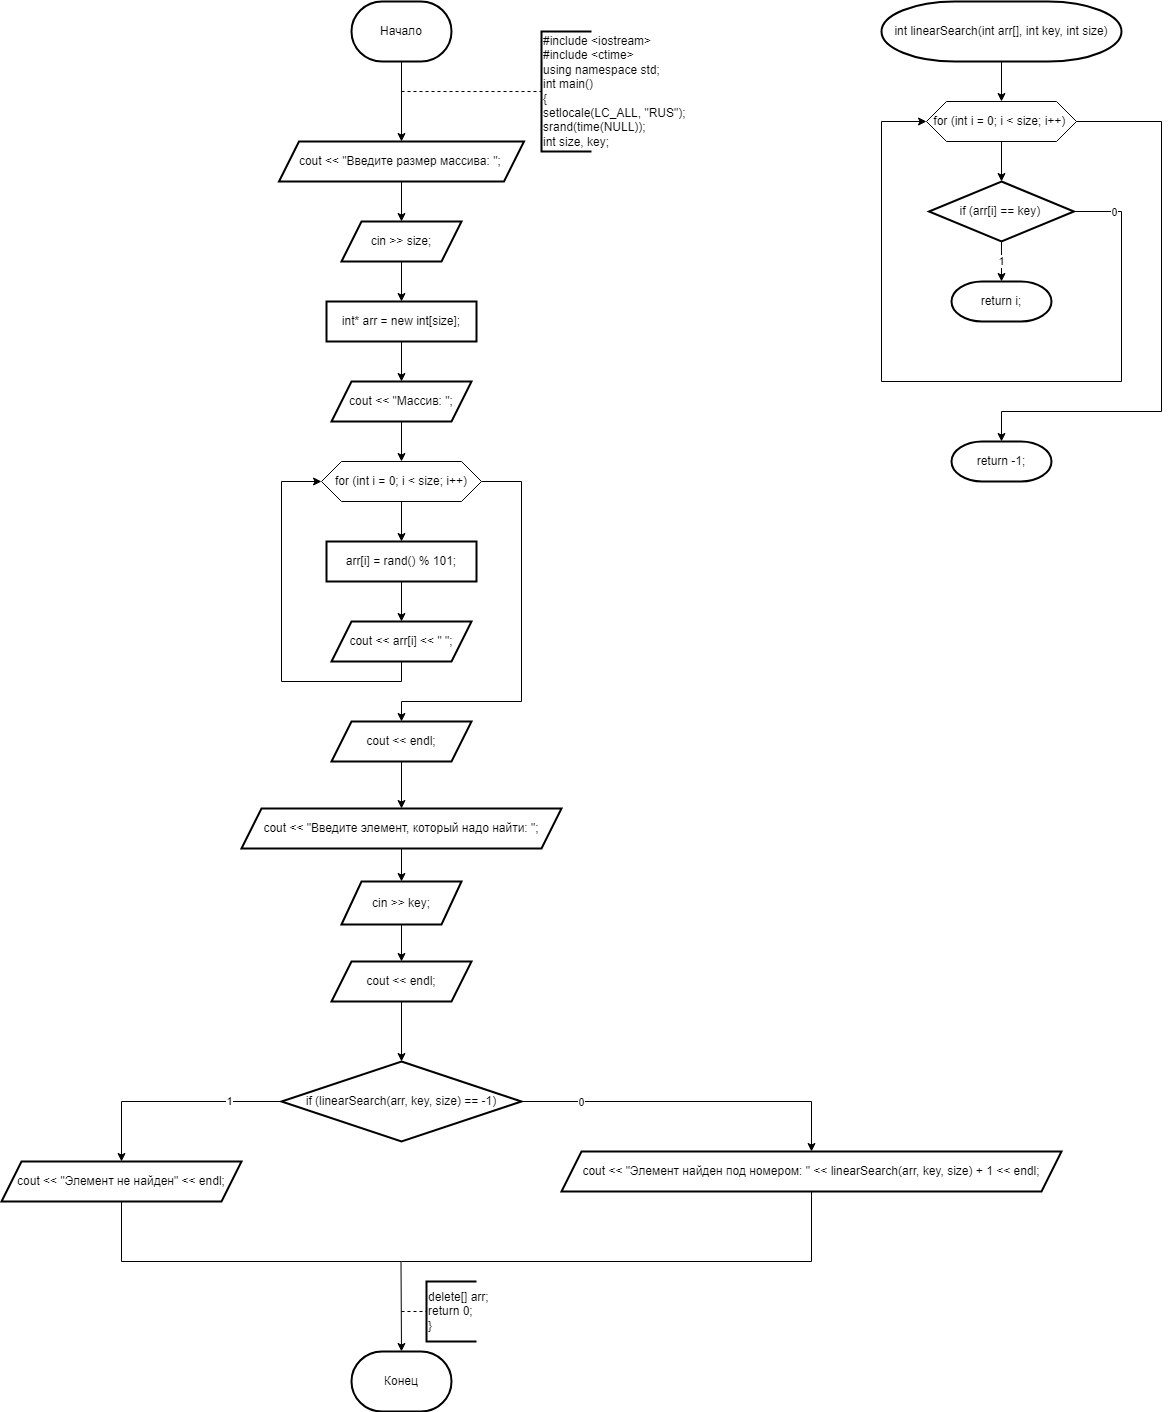 Начало
#include <iostream>
#include <ctime>
using namespace std;
int main()
{
setlocale(LC_ALL, "RUS");
srand(time(NULL));
int size, key;
cout << "Введите размер массива: ";
cin >> size;
int* arr = new int[size];
cout << "Массив: ";
for (int i = 0; i < size; i++)
arr[i] = rand() % 101;
cout << arr[i] << " ";
cout << endl;
cout << "Введите элемент, который надо найти: ";
cin >> key;
cout << endl;
if (linearSearch(arr, key, size) == -1)
1
0
cout << "Элемент не найден" << endl;
cout << "Элемент найден под номером: " << linearSearch(arr, key, size) + 1 << endl;
delete[] arr;
return 0;
}
Конец
int linearSearch(int arr[], int key, int size)
for (int i = 0; i < size; i++)
if (arr[i] == key)
0
1
return i;
return -1;